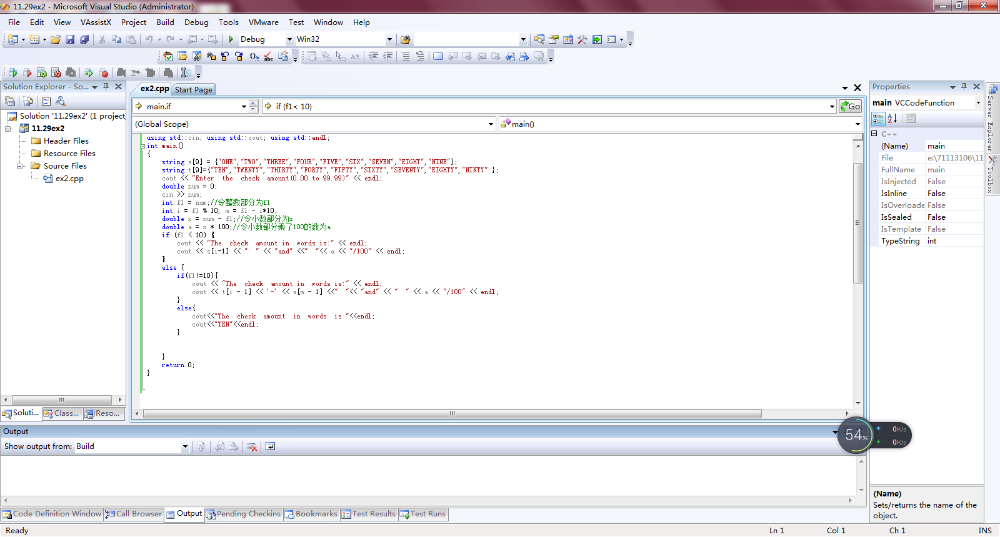 11.29ex2 - Microsoft Visual Studio (Administrator)
File Edit View VAssistX Project Build Debug Tools VMware Test Window Help
Debug Win32
Solution Explorer - So...
Solution '11.29ex2' (1 project
11.29ex2
Header Files
Resource Files
Source Files
ex2.cpp
Soluti... Class... Reso...
ex2.cpp Start Page
main.if if (f1< 10) Go
(Global Scope) main()
using std::cin; using std::cout; using std::endl;
int main()
{
string s[9] = {"ONE","TWO","THREE","FOUR","FIVE","SIX","SEVEN","EIGHT","NINE"};
string t[9]={"TEN","TWENTY","THIRTY","FORTY","FIFTY","SIXTY","SEVENTY","EIGHTY","NINTY" };
cout << "Enter the check amount(0.00 to 99.99)" << endl;
double num = 0;
cin >> num;
int f1 = num;//令整数部分为f1
int i = f1 % 10, m = f1 - i*10;
double x = num - f1;//令小数部分为x
double a = x * 100;//令小数部分乘了100的数为a
if (f1 < 10) {
cout << "The check amount in words is:" << endl;
cout << s[i-1] << " " << "and" <<" "<< a << "/100" << endl;
}
else {
if(f1!=10){
cout << "The check amount in words is:" << endl;
cout << t[i - 1] << '-' << s[m - 1] <<" "<< "and" << " " << a << "/100" << endl;
}
else{
cout<<"The check amount in words is "<<endl;
cout<<"TEN"<<endl;
}
}
return 0;
}
Properties
main VCCodeFunction
C++
(Name) main
File e:\71113106\11
FullName main
IsInjected False
IsInline False
IsOverloade False
IsSealed False
IsTemplate False
TypeString int
(Name)
Sets/returns the name of the
object.
Server Explorer
Toolbox
54%
0K/s
0K/s
Output
Show output from: Build
Code Definition Window Call Browser Output Pending Checkins Bookmarks Test Results Test Runs
Ready Ln 1 Col 1 Ch 1 INS